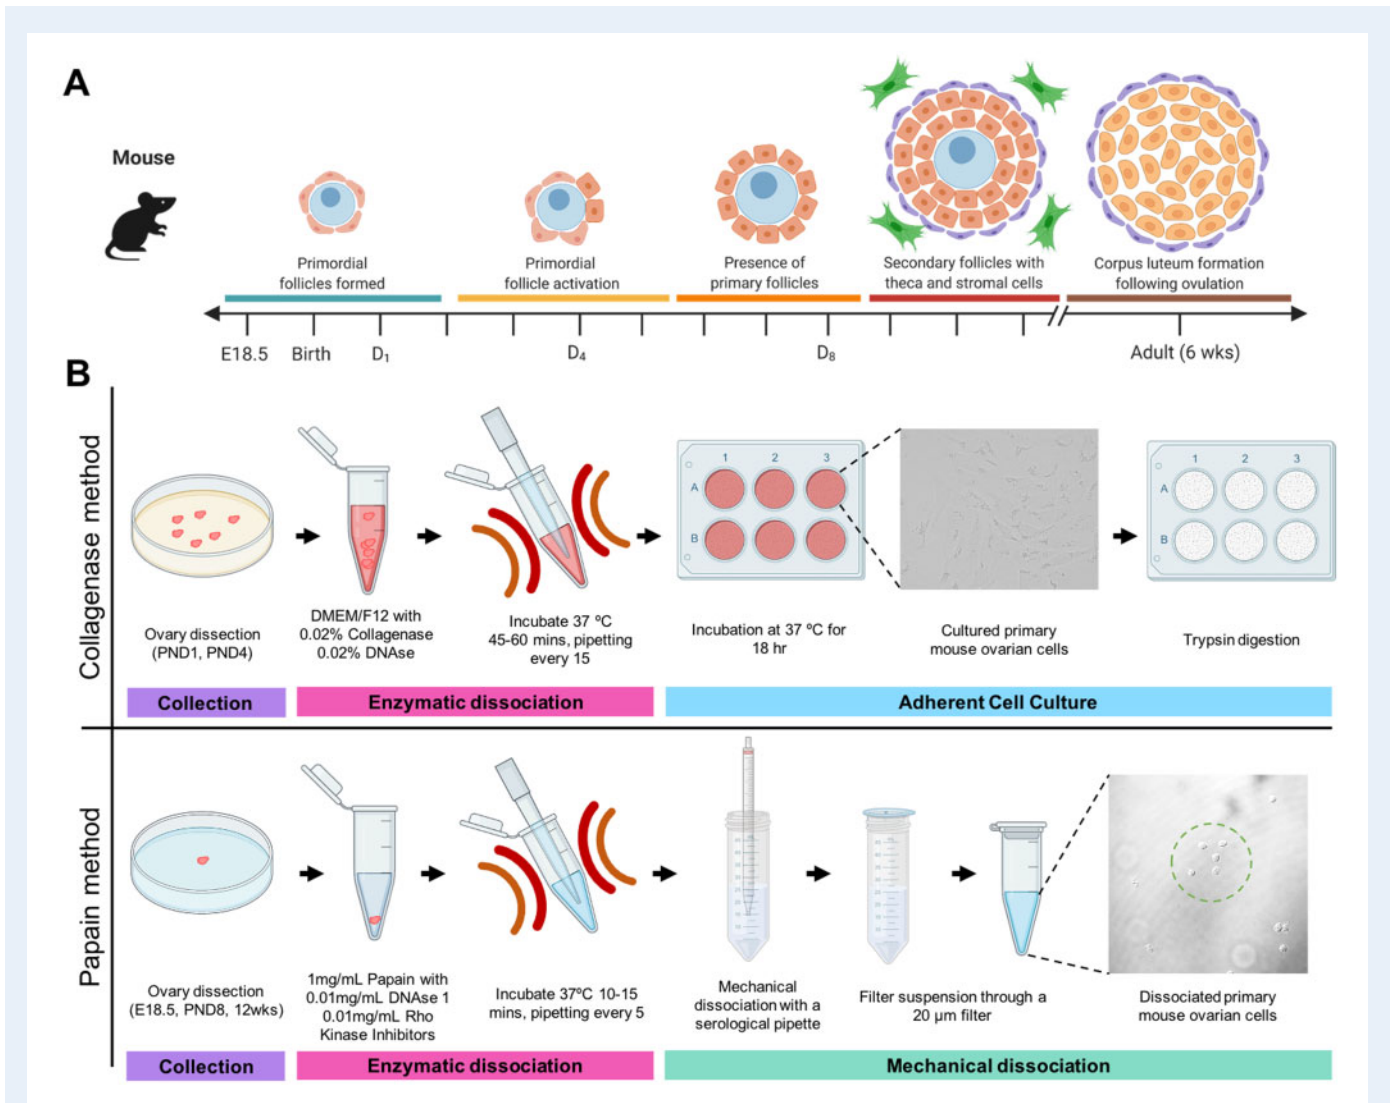 A
Mouse
Primordial
follicles formed
Primordial
follicle activation
Presence of
primary follicles
Secondary follicles with
theca and stromal cells
Corpus luteum formation
following ovulation
E18.5
Birth
D1
D4
D8
Adult (6 wks)
B
Collagenase method
1 2 3
A
B
1 2 3
A
B
Ovary dissection
(PND1, PND4)
DMEM/F12 with
0.02% Collagenase
0.02% DNAse
Incubate 37 ºC
45-60 mins, pipetting
every 15
Incubation at 37 ºC for
18 hr
Cultured primary
mouse ovarian cells
Trypsin digestion
Collection
Enzymatic dissociation
Adherent Cell Culture
Papain method
Ovary dissection
(E18.5, PND8, 12wks)
1mg/mL Papain with
0.01mg/mL DNAse 1
0.01mg/mL Rho
Kinase Inhibitors
Incubate 37ºC 10-15
mins, pipetting every 5
Mechanical
dissociation with a
serological pipette
Filter suspension through a
20 µm filter
Dissociated primary
mouse ovarian cells
Collection
Enzymatic dissociation
Mechanical dissociation